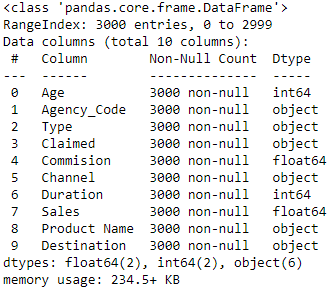 <class 'pandas.core.frame.DataFrame'>
RangeIndex: 3000 entries, 0 to 2999
Data columns (total 10 columns):
 #   Column        Non-Null Count  Dtype
---  ------        --------------  -----
 0   Age           3000 non-null   int64
 1   Agency_Code   3000 non-null   object
 2   Type          3000 non-null   object
 3   Claimed       3000 non-null   object
 4   Commision     3000 non-null   float64
 5   Channel       3000 non-null   object
 6   Duration      3000 non-null   int64
 7   Sales         3000 non-null   float64
 8   Product Name  3000 non-null   object
 9   Destination   3000 non-null   object
dtypes: float64(2), int64(2), object(6)
memory usage: 234.5+ KB